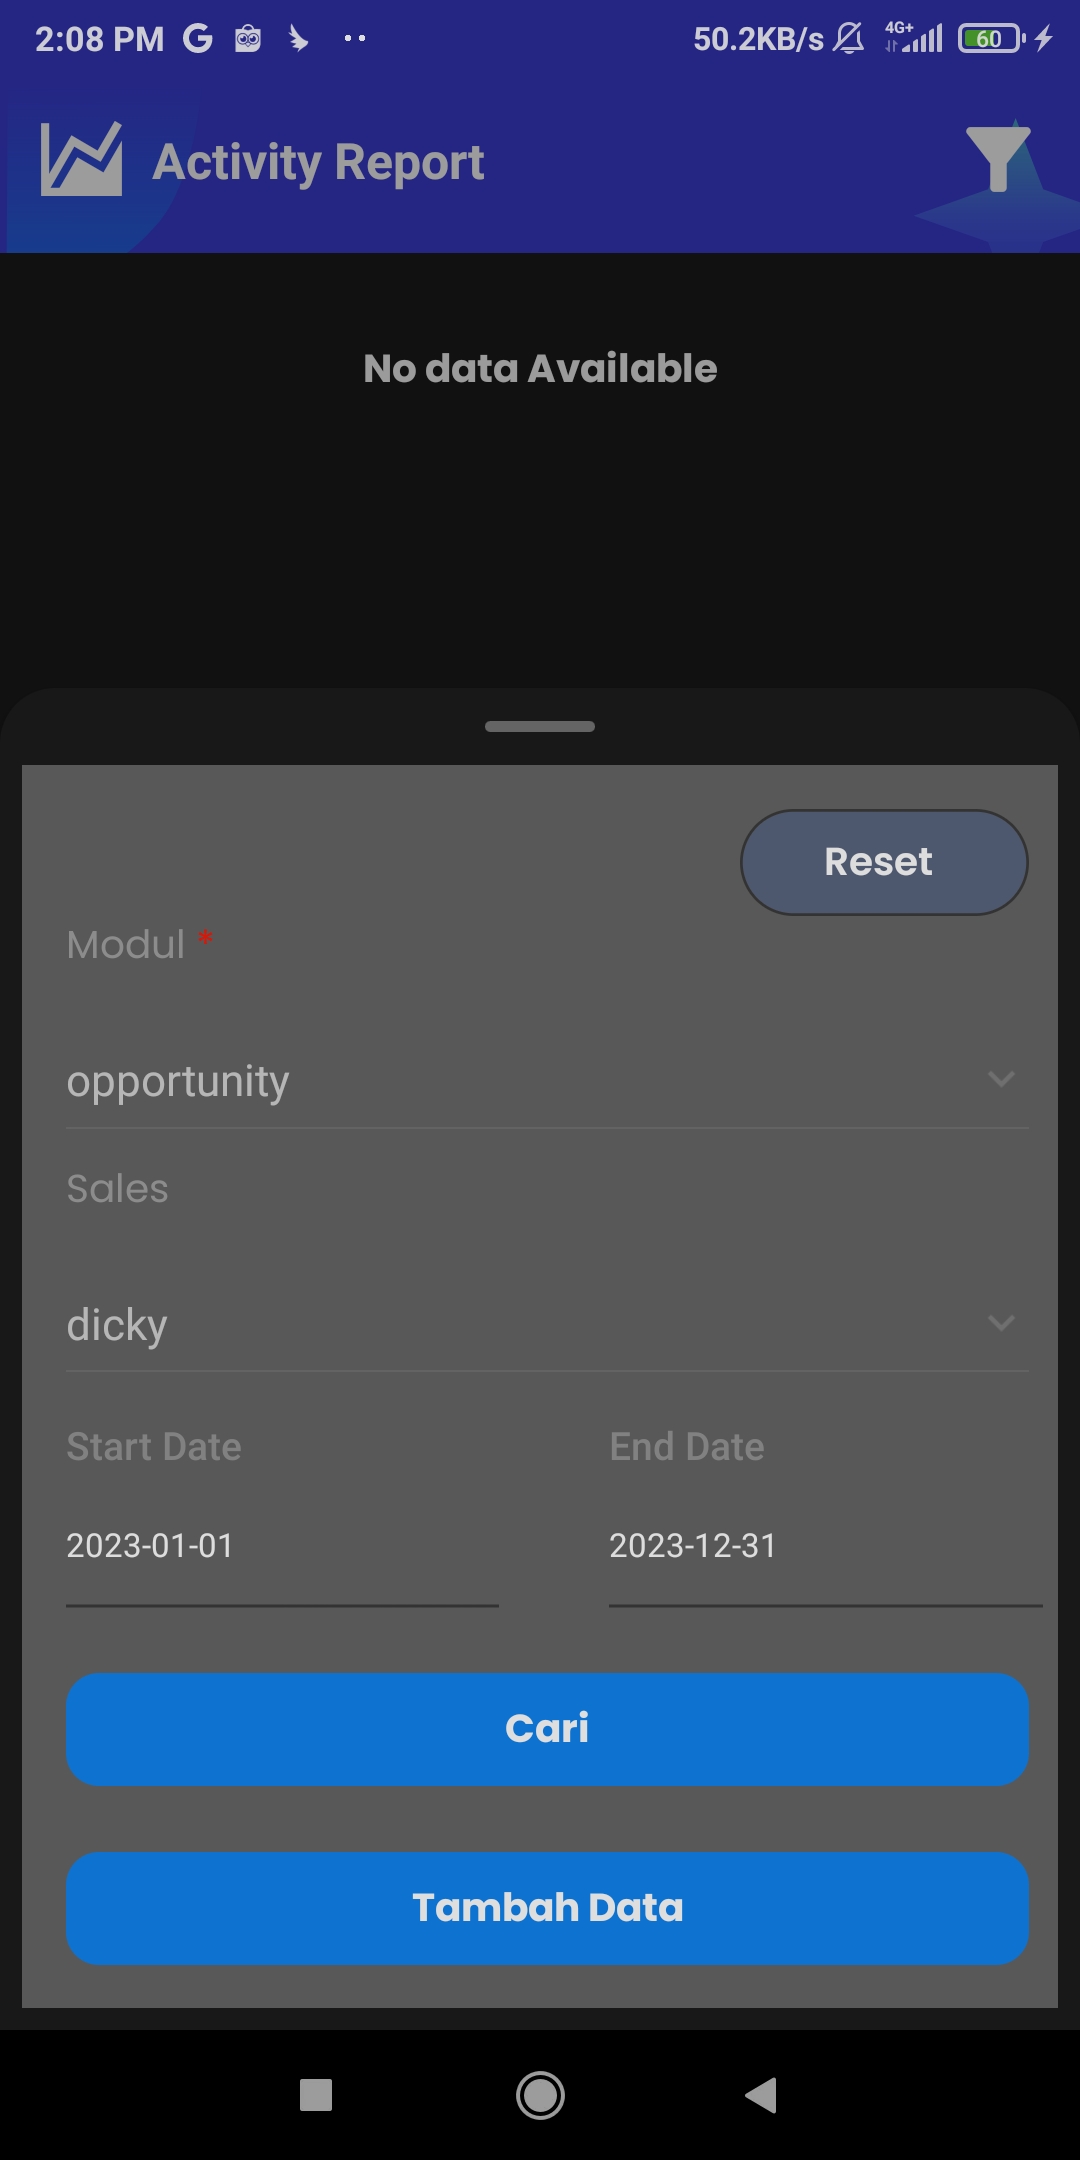 2:08 PM 50.2KB/s 4G+ 60
Activity Report
No data Available
Reset
Modul *
opportunity
Sales
dicky
Start Date End Date
2023-01-01 2023-12-31
Cari
Tambah Data